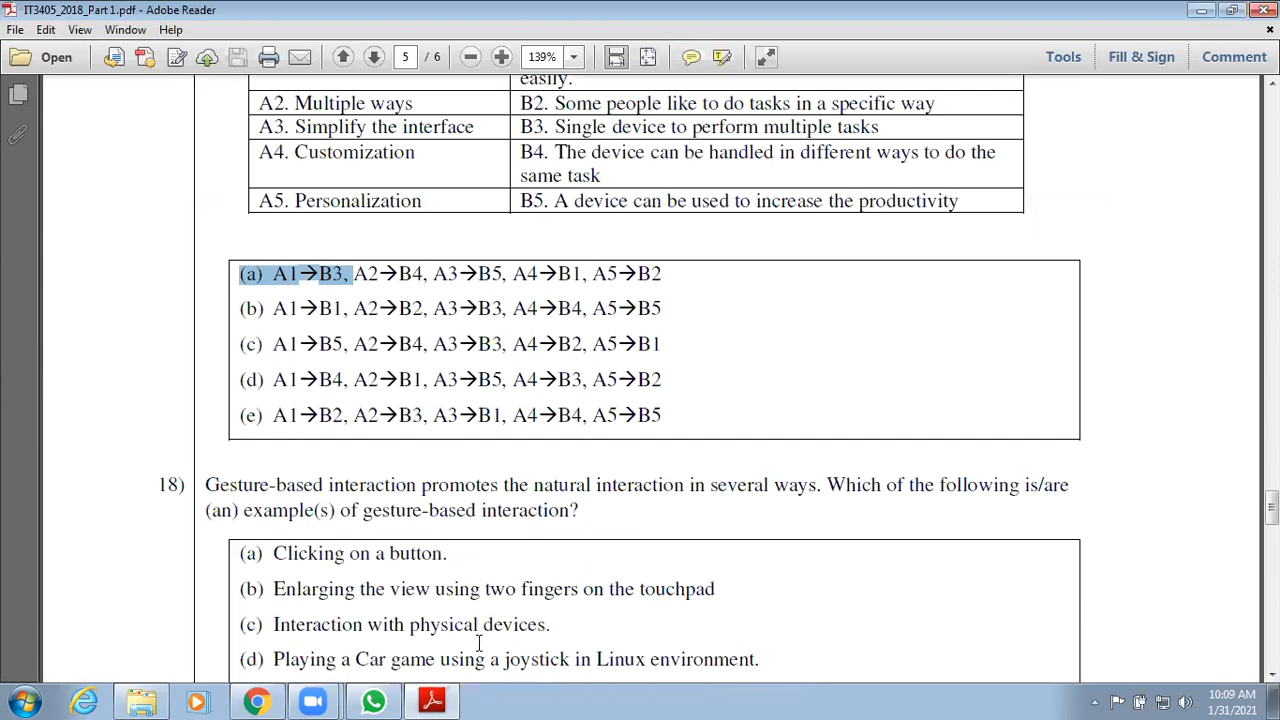 IT3405_2018_Part 1.pdf - Adobe Reader
File Edit View Window Help
Open 5 / 6 139% Tools Fill & Sign Comment
easily.
A2. Multiple ways B2. Some people like to do tasks in a specific way
A3. Simplify the interface B3. Single device to perform multiple tasks
A4. Customization B4. The device can be handled in different ways to do the
same task
A5. Personalization B5. A device can be used to increase the productivity
(a) A1→B3, A2→B4, A3→B5, A4→B1, A5→B2
(b) A1→B1, A2→B2, A3→B3, A4→B4, A5→B5
(c) A1→B5, A2→B4, A3→B3, A4→B2, A5→B1
(d) A1→B4, A2→B1, A3→B5, A4→B3, A5→B2
(e) A1→B2, A2→B3, A3→B1, A4→B4, A5→B5
18) Gesture-based interaction promotes the natural interaction in several ways. Which of the following is/are
(an) example(s) of gesture-based interaction?
(a) Clicking on a button.
(b) Enlarging the view using two fingers on the touchpad
(c) Interaction with physical devices.
(d) Playing a Car game using a joystick in Linux environment.
10:09 AM
1/31/2021